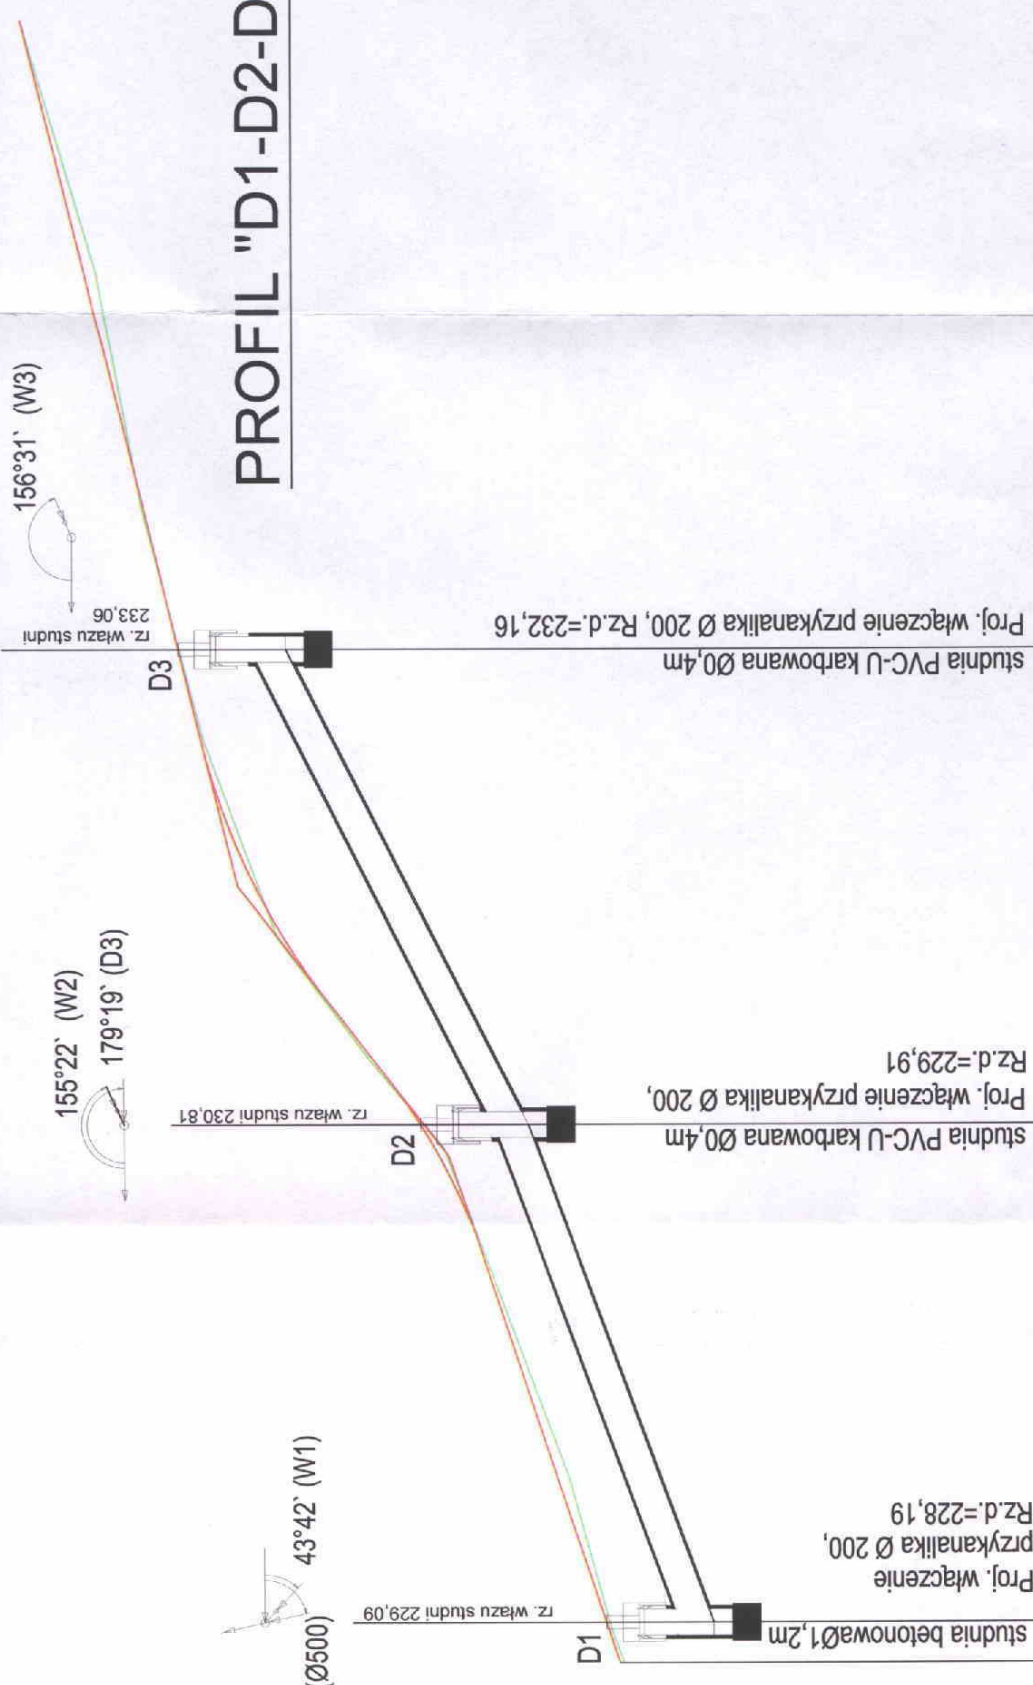 PROFIL "D1-D2-D
(Ø500)
43°42` (W1)
155°22` (W2)
179°19` (D3)
156°31` (W3)
D1
rz. włazu studni 229,09
studnia betonowaØ1,2m
Proj. włączenie
przykanalika Ø 200,
Rz.d.=228,19
D2
rz. włazu studni 230,81
studnia PVC-U karbowana Ø0,4m
Proj. włączenie przykanalika Ø 200,
Rz.d.=229,91
D3
rz. włazu studni
233,06
studnia PVC-U karbowana Ø0,4m
Proj. włączenie przykanalika Ø 200, Rz.d.=232,16